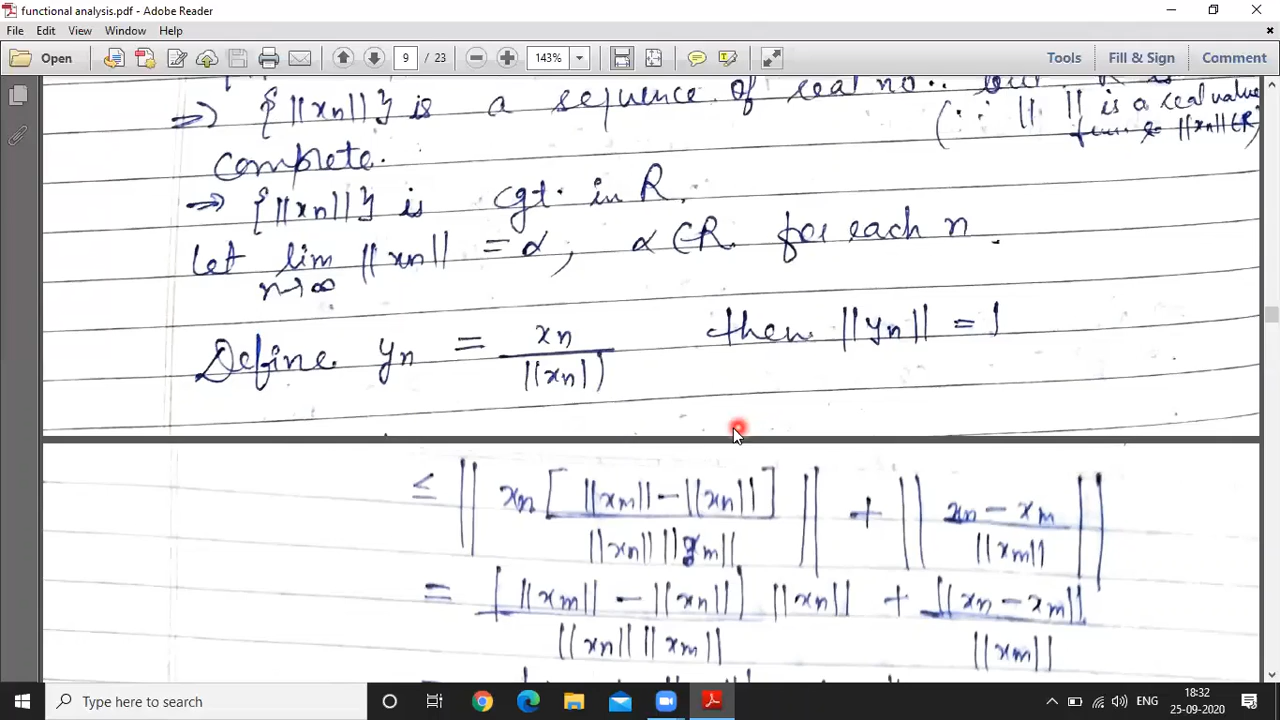 functional analysis.pdf - Adobe Reader
File Edit View Window Help
Open 9 / 23 143% Tools Fill & Sign Comment
=> {||xn||} is a sequence of real no.. But R is
(∵ || || is a real value
complete. ||xn|| ∈ R)
=> {||xn||} is cgt. in R.
Let lim n→∞ ||xn|| = α, α ∈ R. for each n.
Define yn = xn / ||xn|| then ||yn|| = 1
≤ || xn [ ||xm|| - ||xn|| ] / ||xn|| ||xm|| || + || xn - xm / ||xm|| ||
= | ||xm|| - ||xn|| | ||xn|| / ||xn|| ||xm|| + ||xn - xm|| / ||xm||
Type here to search
ENG 18:32
25-09-2020